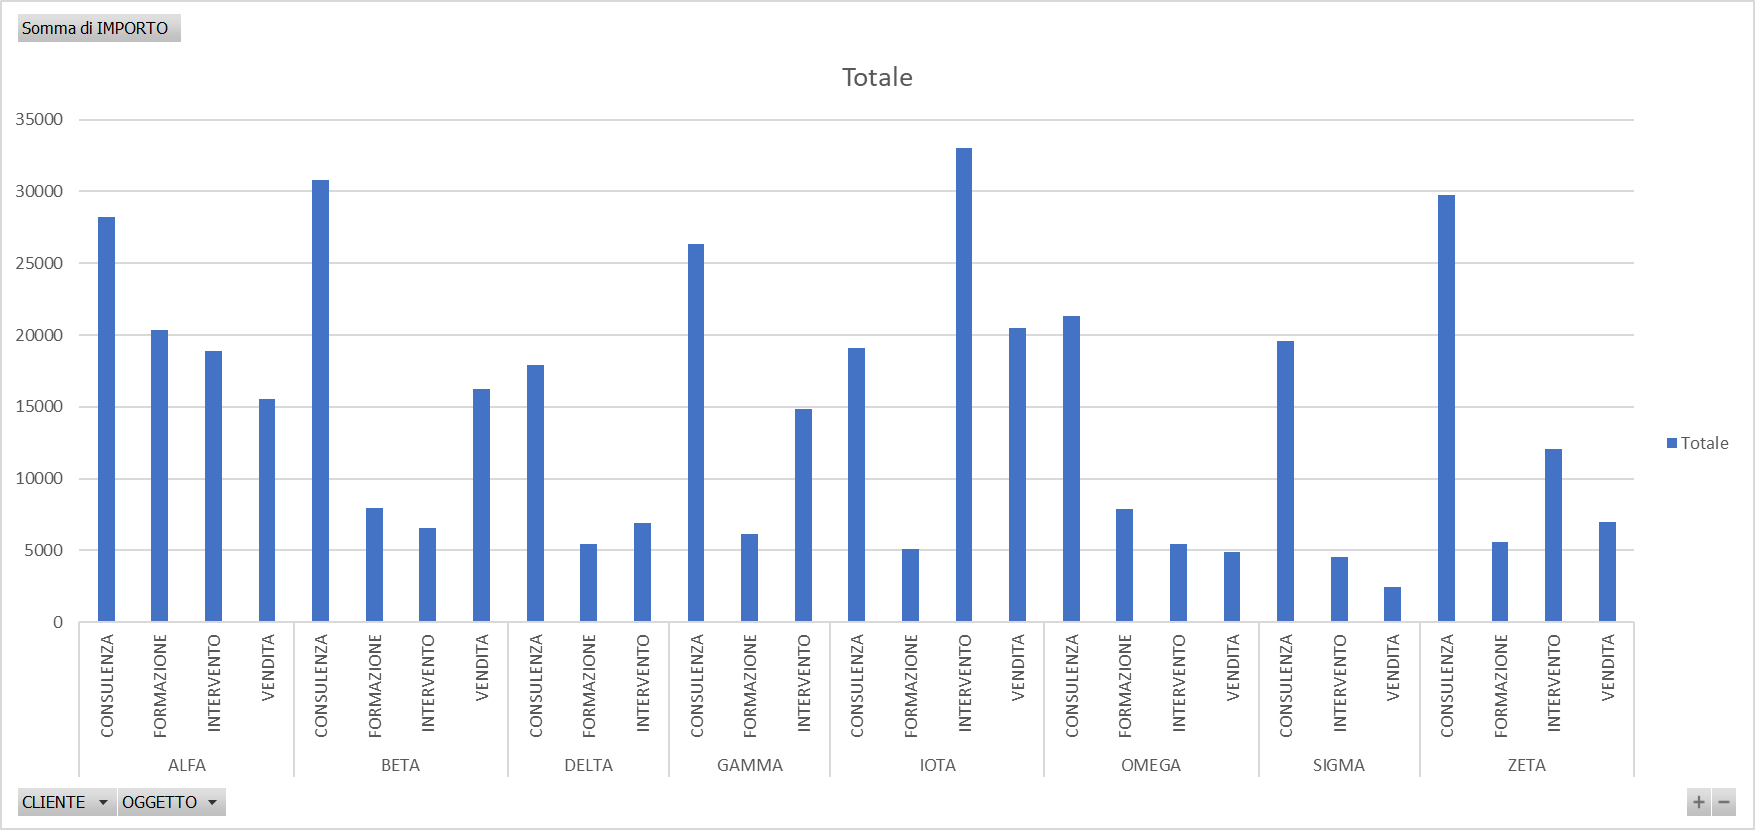 Somma di IMPORTO
Totale
35000
30000
25000
20000
15000
10000
5000
0
Totale
CONSULENZA
FORMAZIONE
INTERVENTO
VENDITA
CONSULENZA
FORMAZIONE
INTERVENTO
VENDITA
CONSULENZA
FORMAZIONE
INTERVENTO
CONSULENZA
FORMAZIONE
INTERVENTO
CONSULENZA
FORMAZIONE
INTERVENTO
VENDITA
CONSULENZA
FORMAZIONE
INTERVENTO
VENDITA
CONSULENZA
INTERVENTO
VENDITA
CONSULENZA
FORMAZIONE
INTERVENTO
VENDITA
ALFA BETA DELTA GAMMA IOTA OMEGA SIGMA ZETA
CLIENTE OGGETTO + −